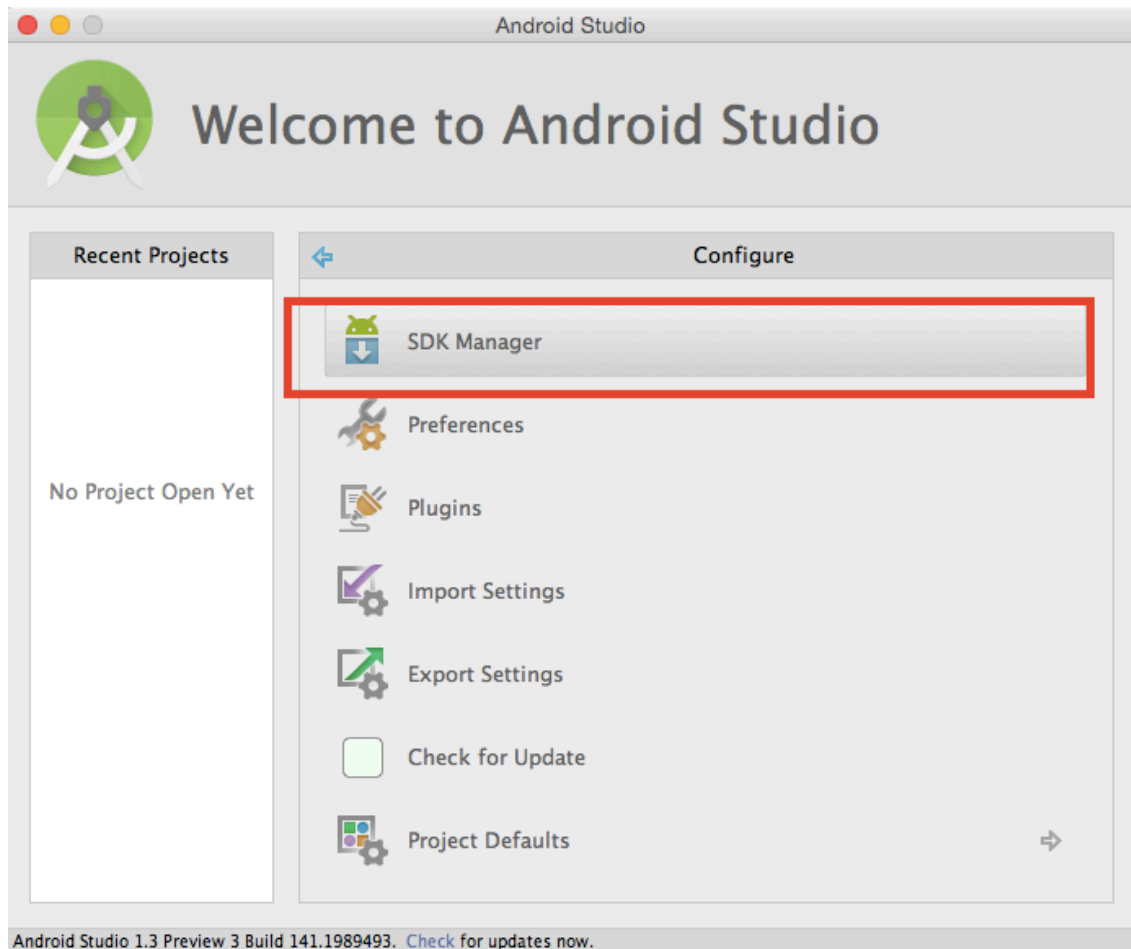 Android Studio
Welcome to Android Studio
Recent Projects
Configure
SDK Manager
Preferences
No Project Open Yet
Plugins
Import Settings
Export Settings
Check for Update
Project Defaults
Android Studio 1.3 Preview 3 Build 141.1989493. Check for updates now.